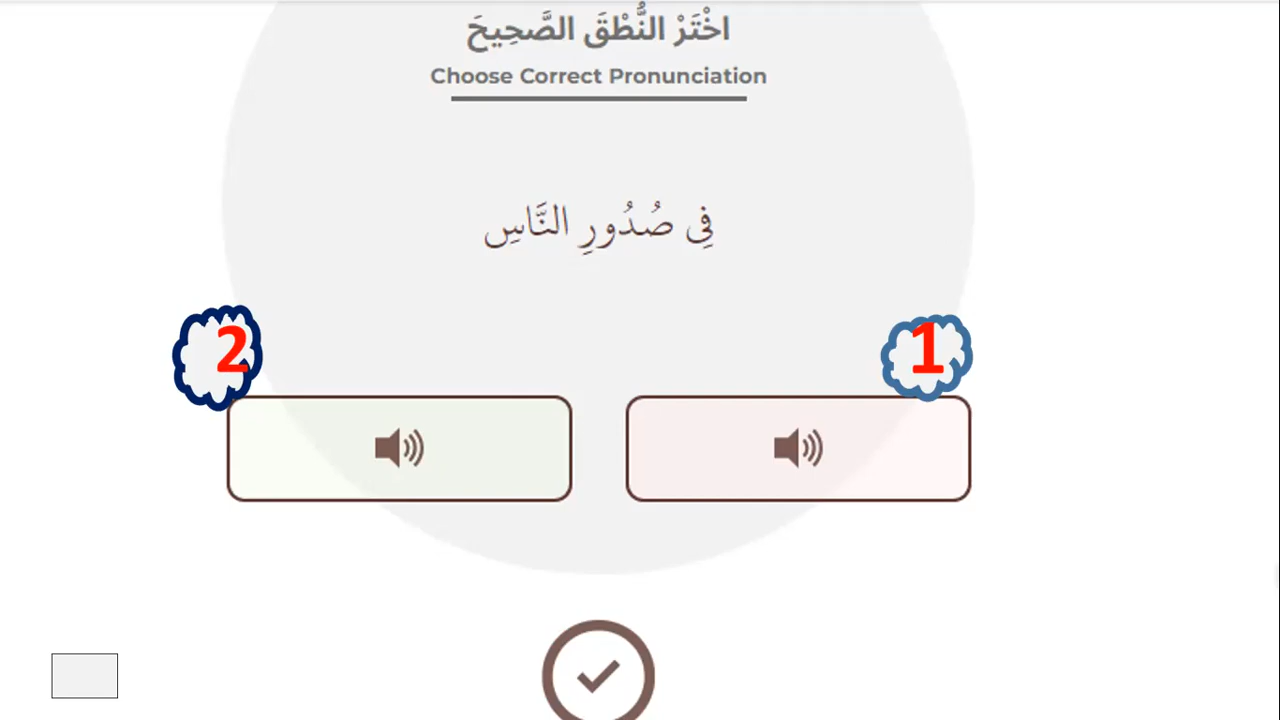 اخْتَرْ النُّطْقَ الصَّحِيحَ
Choose Correct Pronunciation
فِى صُدُورِ النَّاسِ
2
1